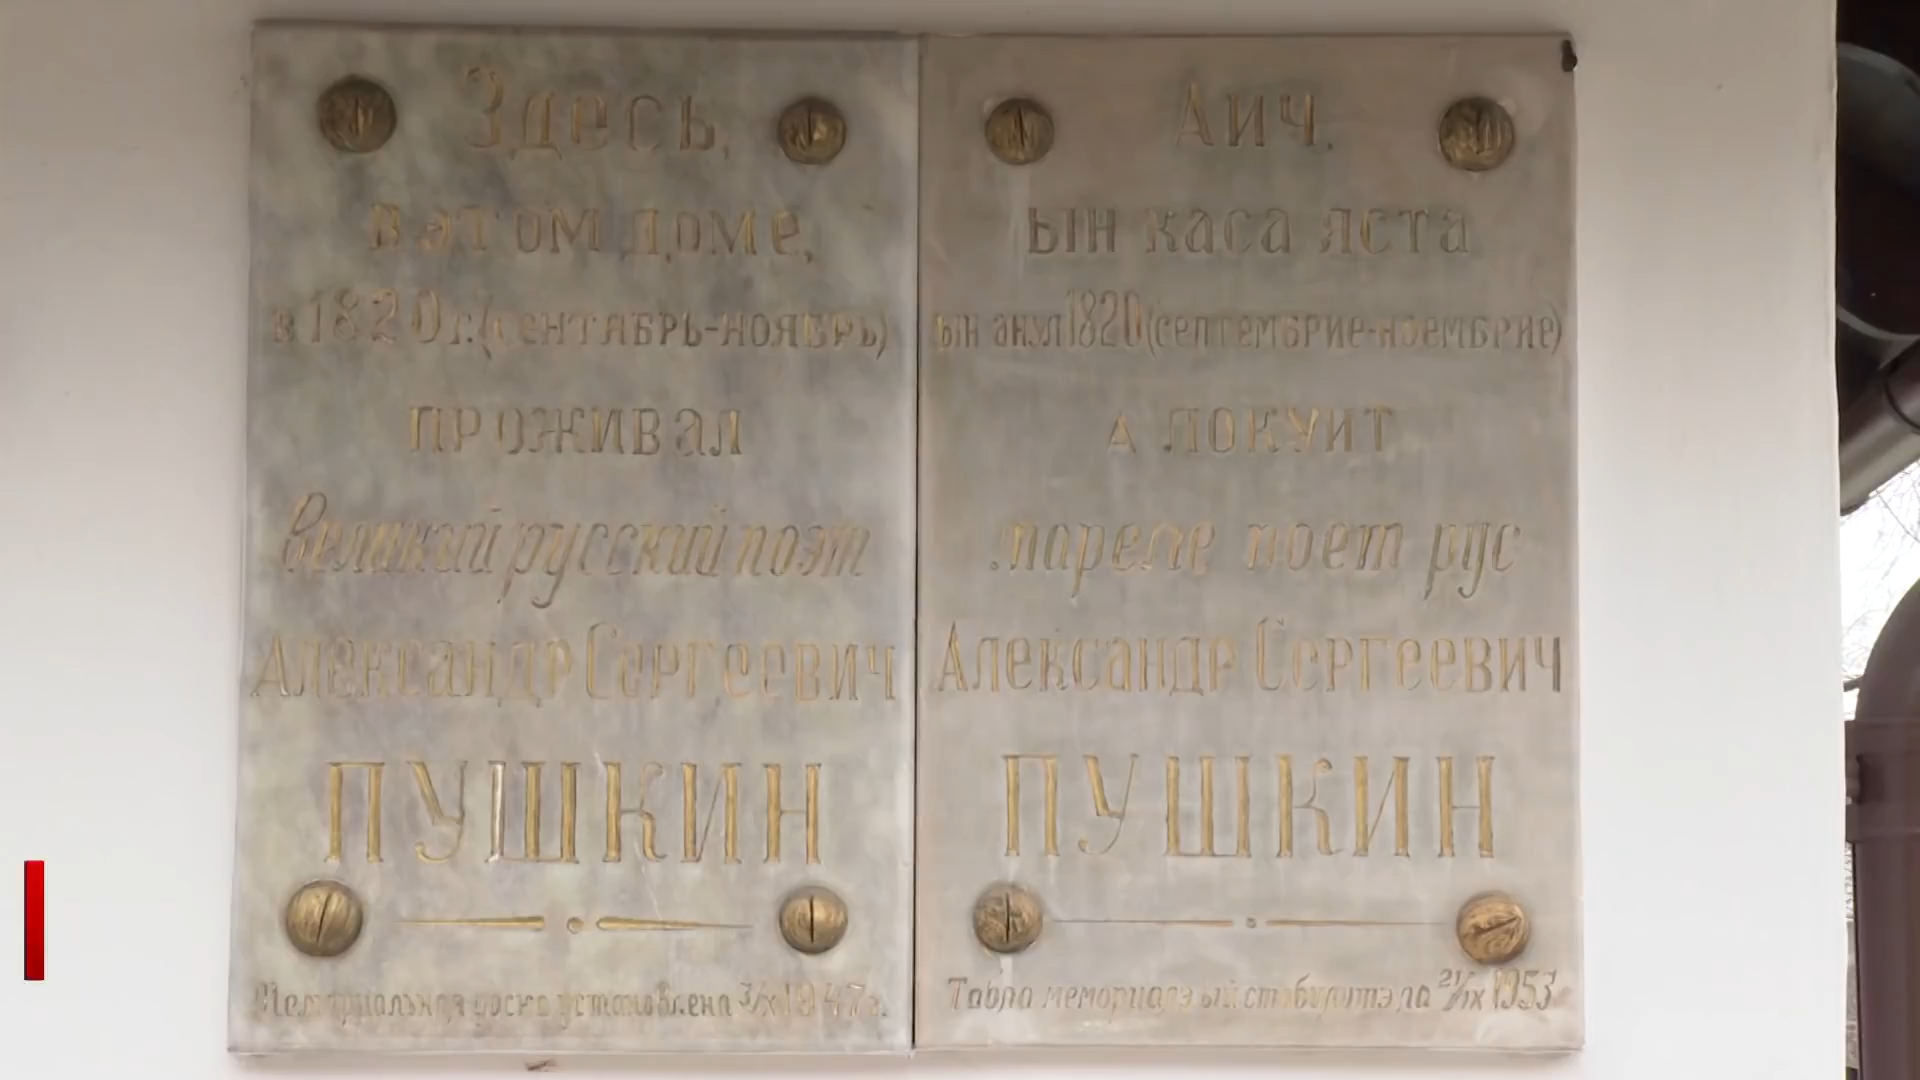 Здесь,
в этом доме,
в 1820 г. (сентябрь-ноябрь)
проживал
великий русский поэт
Александр Сергеевич
ПУШКИН
Мемориальная доска установлена 3/IX 1947 г.
Аич,
ын каса яста
ын анул 1820 (септембрие-ноембрие)
а локуит
мареле поет рус
Александр Сергеевич
ПУШКИН
Табла мемориалэ ый стабилитэ ла 21/IX 1953